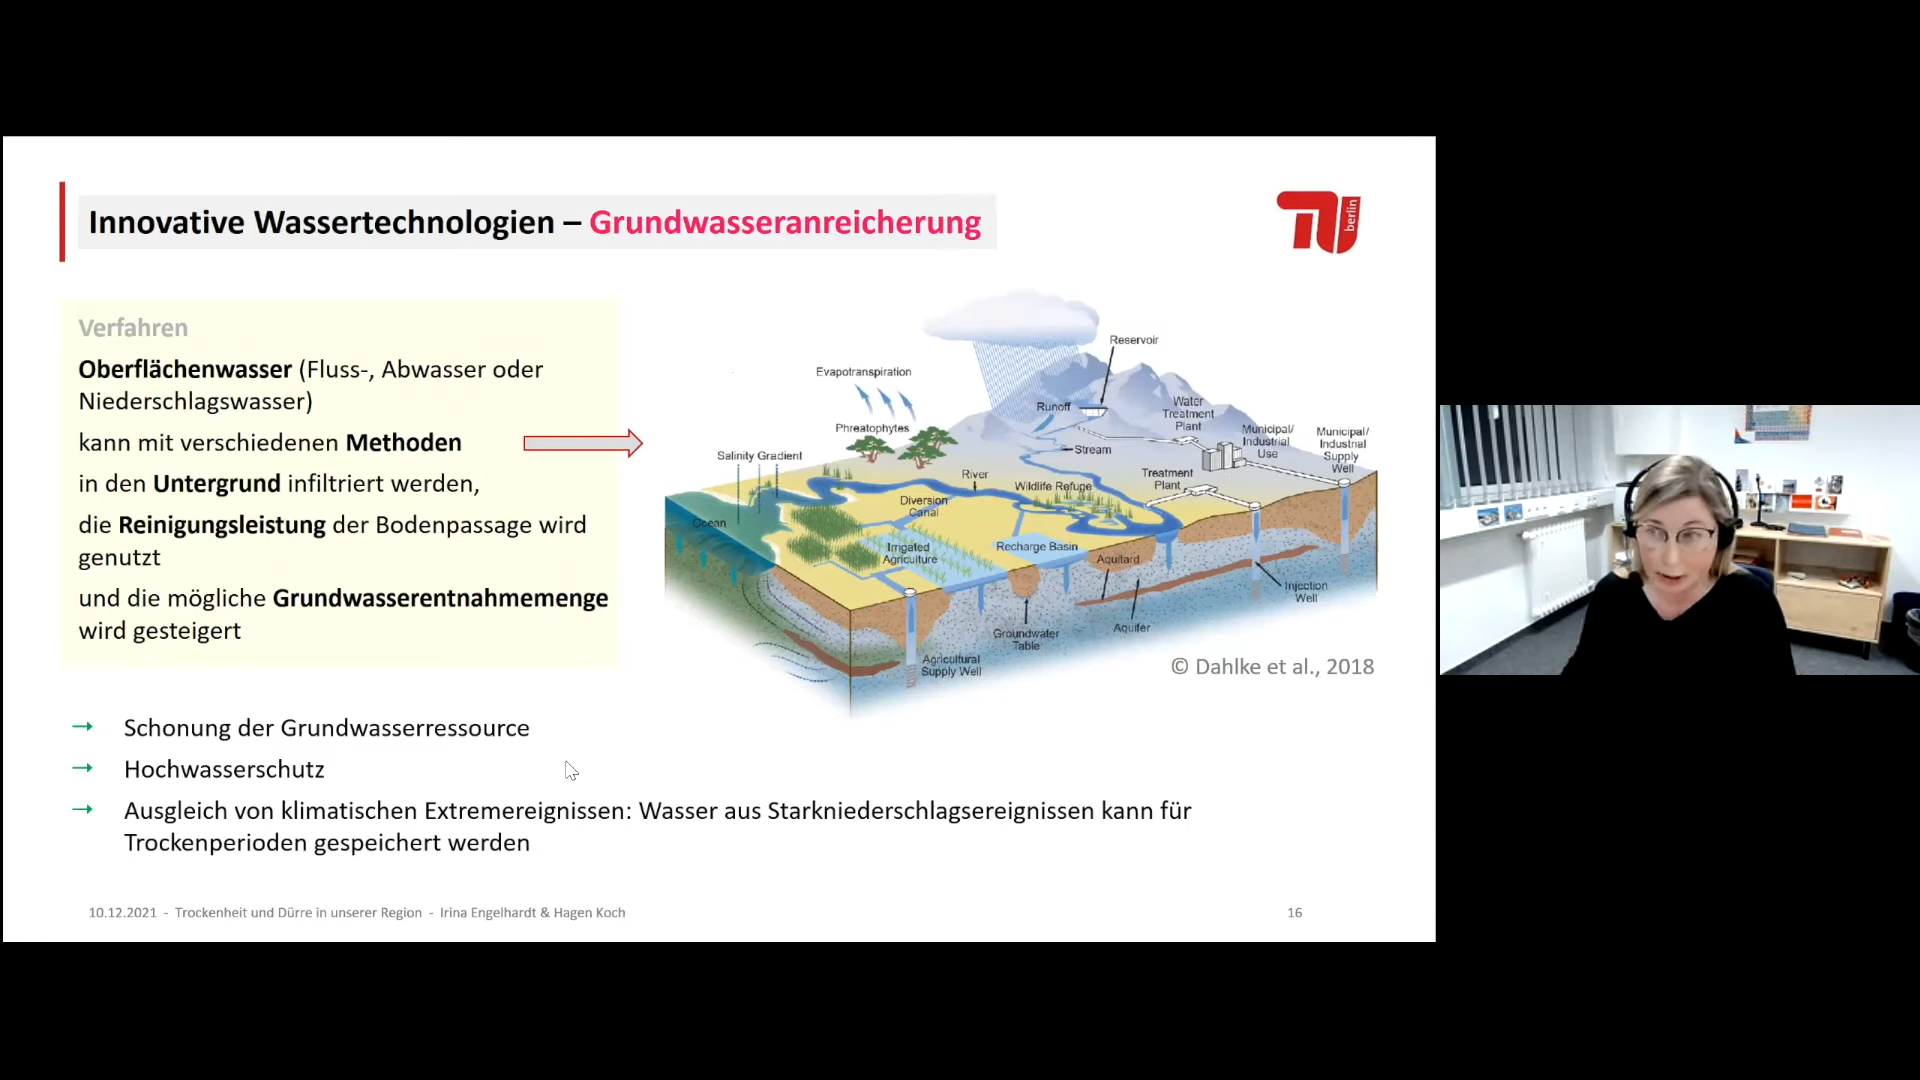 Innovative Wassertechnologien – Grundwasseranreicherung
berlin
Verfahren
Oberflächenwasser (Fluss-, Abwasser oder
Niederschlagswasser)
kann mit verschiedenen Methoden
in den Untergrund infiltriert werden,
die Reinigungsleistung der Bodenpassage wird
genutzt
und die mögliche Grundwasserentnahmemenge
wird gesteigert
Reservoir
Evapotranspiration
Runoff
Water
Treatment
Plant
Phreatophytes
Municipal/
Industrial
Use
Municipal/
Industrial
Supply
Well
Stream
Salinity Gradient
River
Treatment
Plant
Wildlife Refuge
Diversion
Canal
Ocean
Irrigated
Agriculture
Recharge Basin
Aquitard
Injection
Well
Groundwater
Table
Aquifer
Agricultural
Supply Well
© Dahlke et al., 2018
→ Schonung der Grundwasserressource
→ Hochwasserschutz
→ Ausgleich von klimatischen Extremereignissen: Wasser aus Starkniederschlagsereignissen kann für
Trockenperioden gespeichert werden
10.12.2021 - Trockenheit und Dürre in unserer Region - Irina Engelhardt & Hagen Koch
16